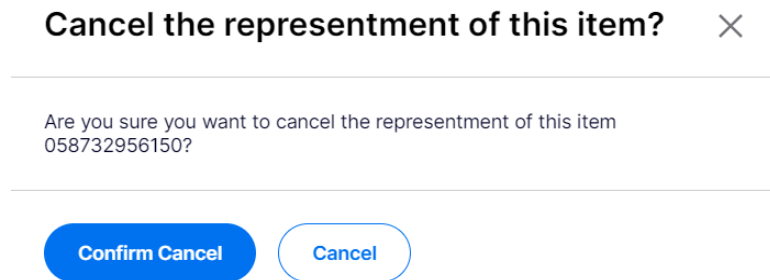 Cancel the representment of this item?
Are you sure you want to cancel the representment of this item
058732956150?
Confirm Cancel
Cancel